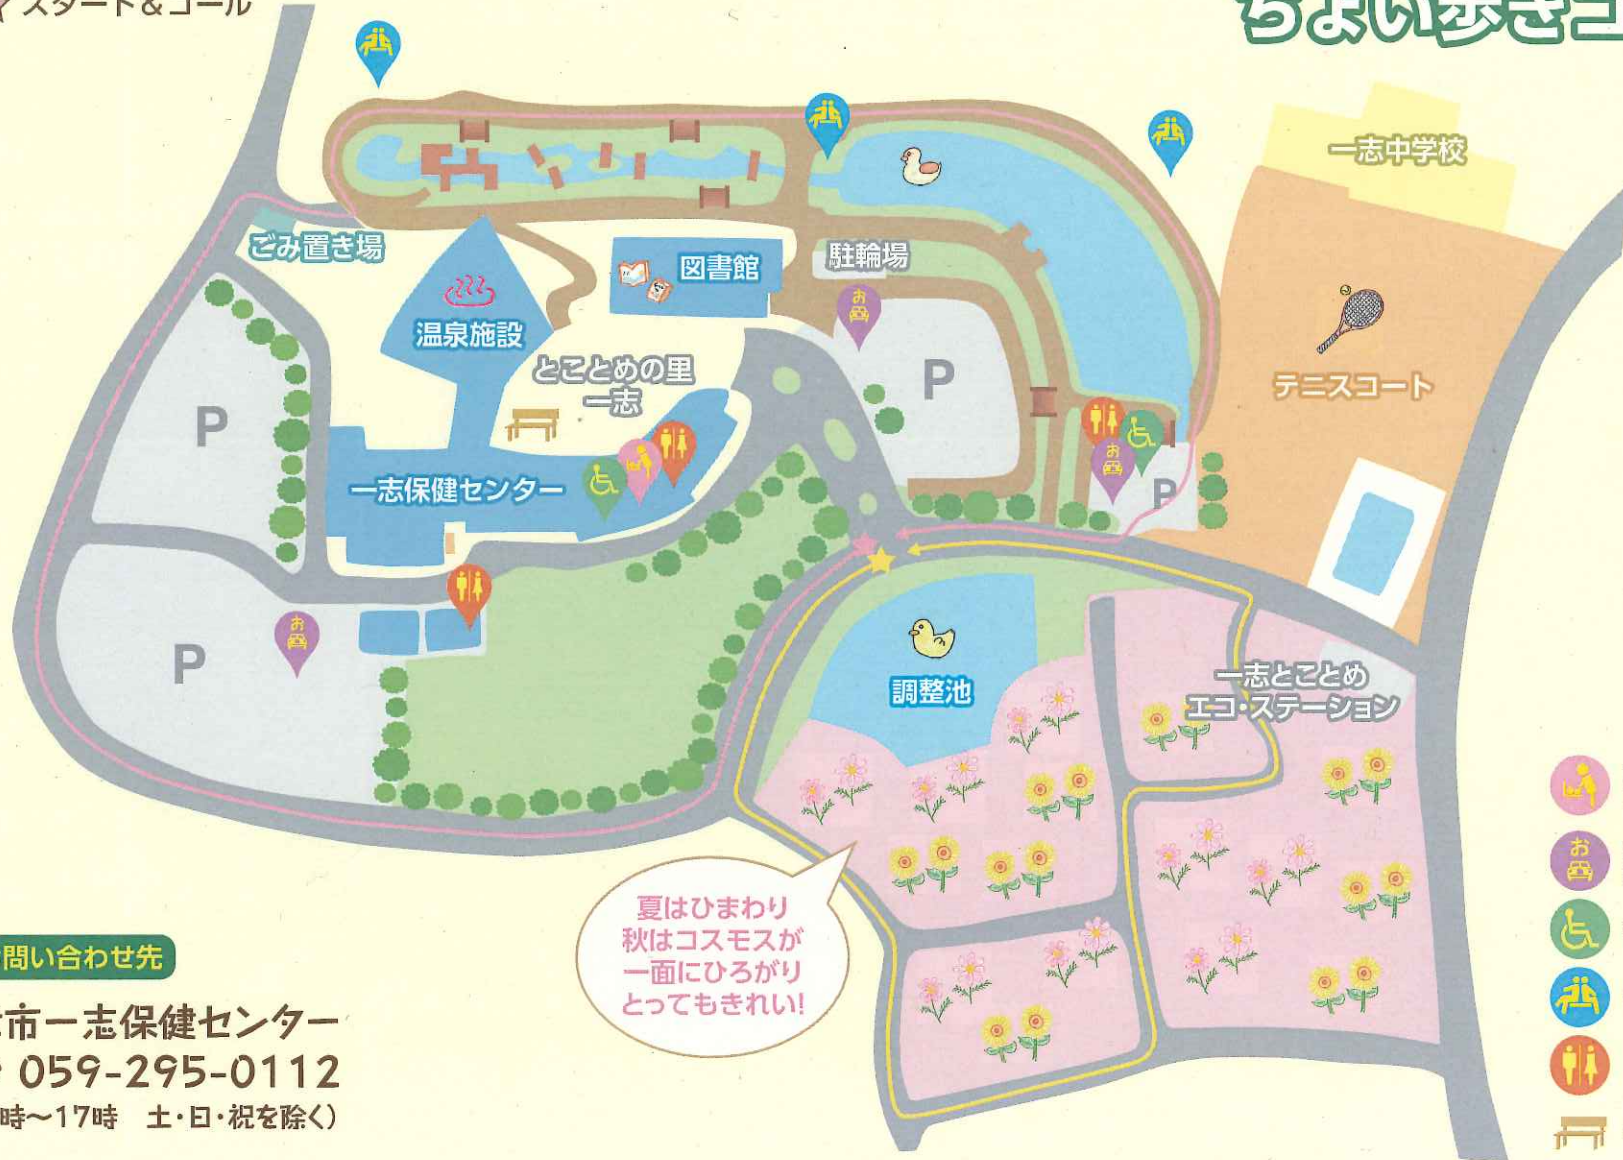 スタート&ゴール
ちょい歩きコ
一志中学校
ごみ置き場
図書館
駐輪場
お
温泉施設
とことめの里
一志
P
P
テニスコート
お
一志保健センター
P
お
P
調整池
一志とことめ
エコ・ステーション
夏はひまわり
秋はコスモスが
一面にひろがり
とってもきれい!
お
問い合わせ先
市一志保健センター
059-295-0112
時～17時 土・日・祝を除く）